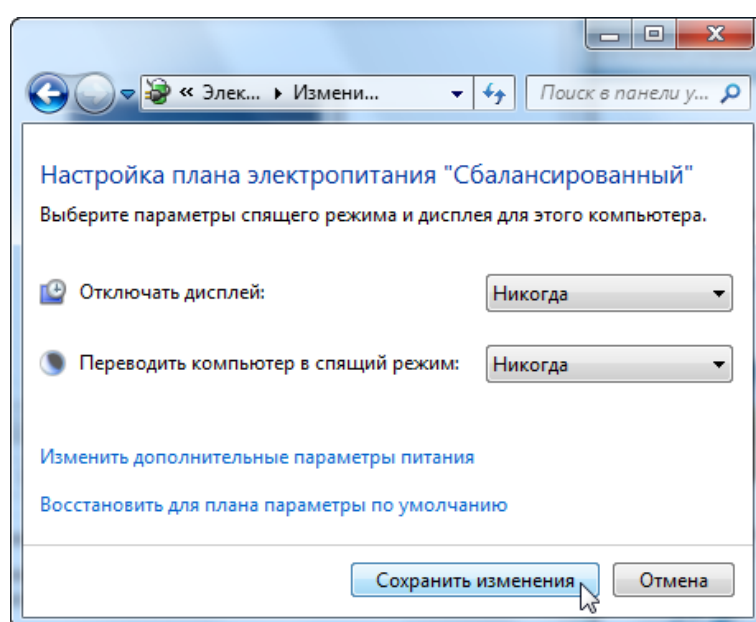 « Элек... Измени... Поиск в панели у...
Настройка плана электропитания "Сбалансированный"
Выберите параметры спящего режима и дисплея для этого компьютера.
Отключать дисплей: Никогда
Переводить компьютер в спящий режим: Никогда
Изменить дополнительные параметры питания
Восстановить для плана параметры по умолчанию
Сохранить изменения Отмена